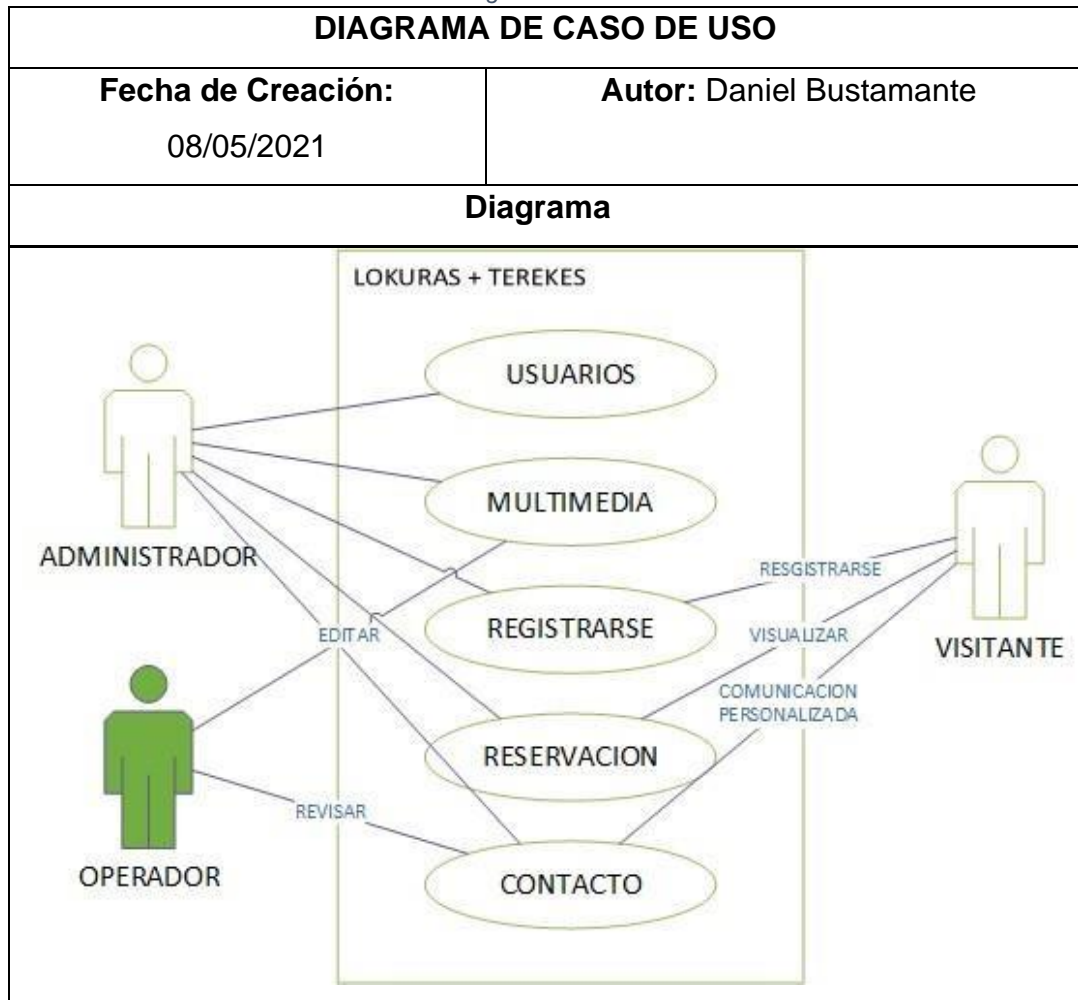 DIAGRAMA DE CASO DE USO
Fecha de Creación:
08/05/2021
Autor: Daniel Bustamante
Diagrama
LOKURAS + TEREKES
USUARIOS
MULTIMEDIA
ADMINISTRADOR
RESGISTRARSE
EDITAR
REGISTRARSE
VISUALIZAR
VISITANTE
COMUNICACION
PERSONALIZADA
RESERVACION
REVISAR
OPERADOR
CONTACTO